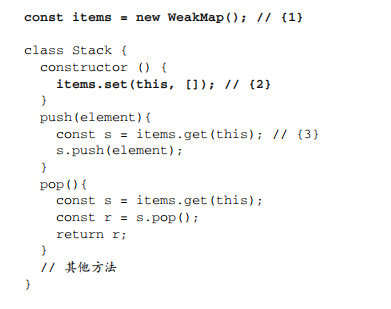 const items = new WeakMap(); // {1}
class Stack {
  constructor () {
    items.set(this, []); // {2}
  }
  push(element){
    const s = items.get(this); // {3}
    s.push(element);
  }
  pop(){
    const s = items.get(this);
    const r = s.pop();
    return r;
  }
  // 其他方法
}